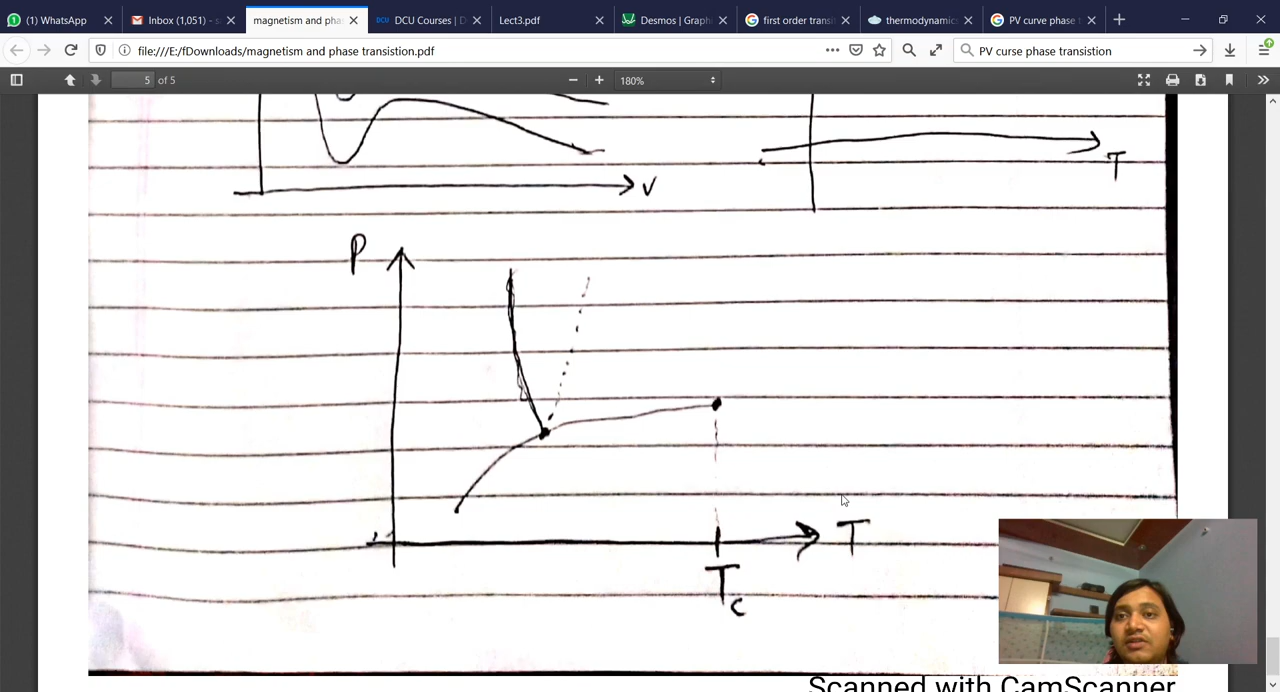 (1) WhatsApp
Inbox (1,051) - s
magnetism and pha
DCU DCU Courses | D
Lect3.pdf
Desmos | Graph
first order transi
thermodynamic
PV curve phase t
file:///E:/fDownloads/magnetism and phase transistion.pdf
PV curse phase transistion
5 of 5
180%
V
T
P
T
Tc
Scanned with CamScanner